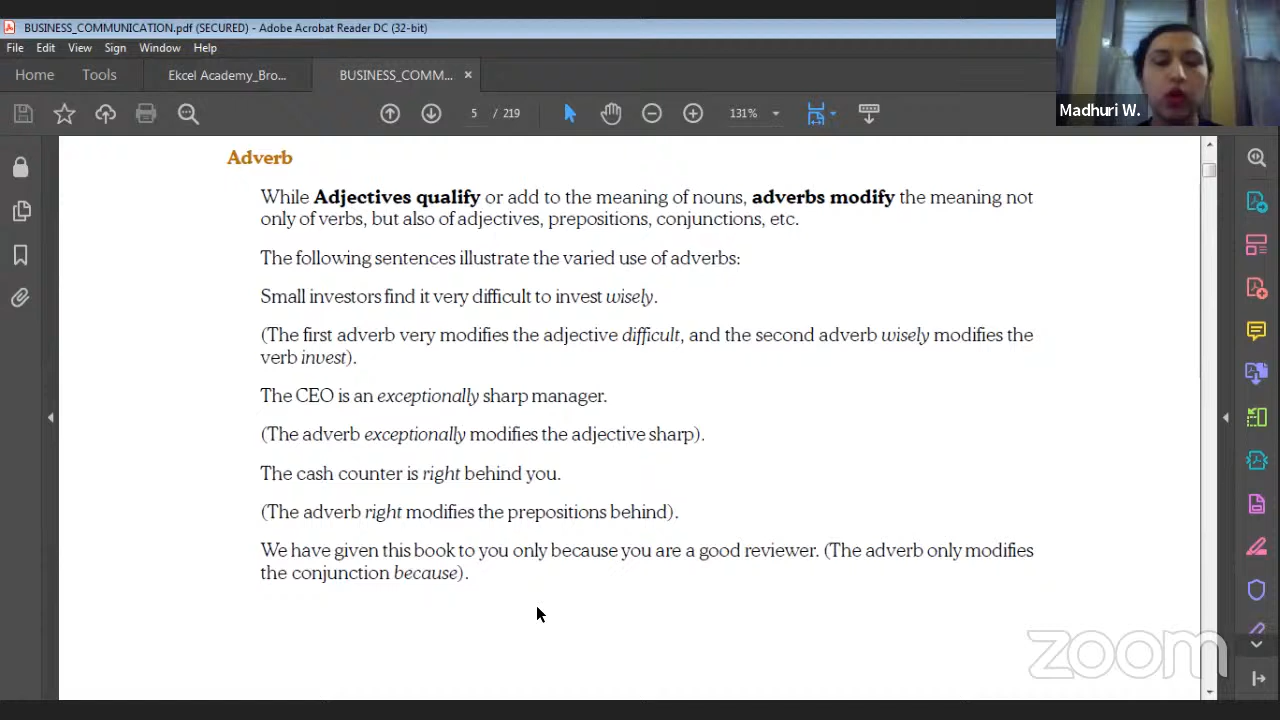 BUSINESS_COMMUNICATION.pdf (SECURED) - Adobe Acrobat Reader DC (32-bit)
File Edit View Sign Window Help
Home Tools Ekcel Academy_Bro... BUSINESS_COMM... ×
5 / 219 131%
Madhuri W.
Adverb
While Adjectives qualify or add to the meaning of nouns, adverbs modify the meaning not
only of verbs, but also of adjectives, prepositions, conjunctions, etc.
The following sentences illustrate the varied use of adverbs:
Small investors find it very difficult to invest wisely.
(The first adverb very modifies the adjective difficult, and the second adverb wisely modifies the
verb invest).
The CEO is an exceptionally sharp manager.
(The adverb exceptionally modifies the adjective sharp).
The cash counter is right behind you.
(The adverb right modifies the prepositions behind).
We have given this book to you only because you are a good reviewer. (The adverb only modifies
the conjunction because).
zoom